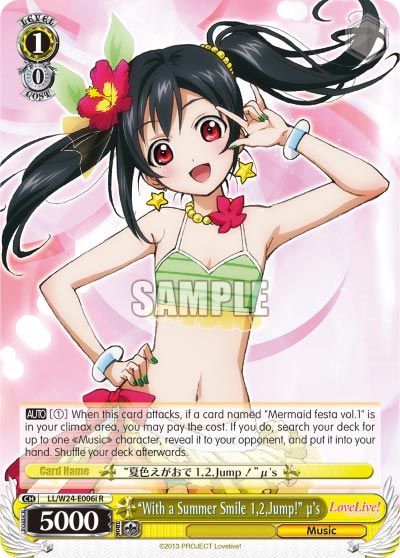 LEVEL
1
0
COST
SAMPLE
AUTO [①] When this card attacks, if a card named "Mermaid festa vol.1" is
in your climax area, you may pay the cost. If you do, search your deck for
up to one «Music» character, reveal it to your opponent, and put it into your
hand. Shuffle your deck afterwards.
Card Name
“夏色えがおで 1,2,Jump！”μ's
CH LL/W24-E006i R
POWER 5000
SOUL
“With a Summer Smile 1,2,Jump!” μ's
LoveLive!
Music
©2013 PROJECT Lovelive!